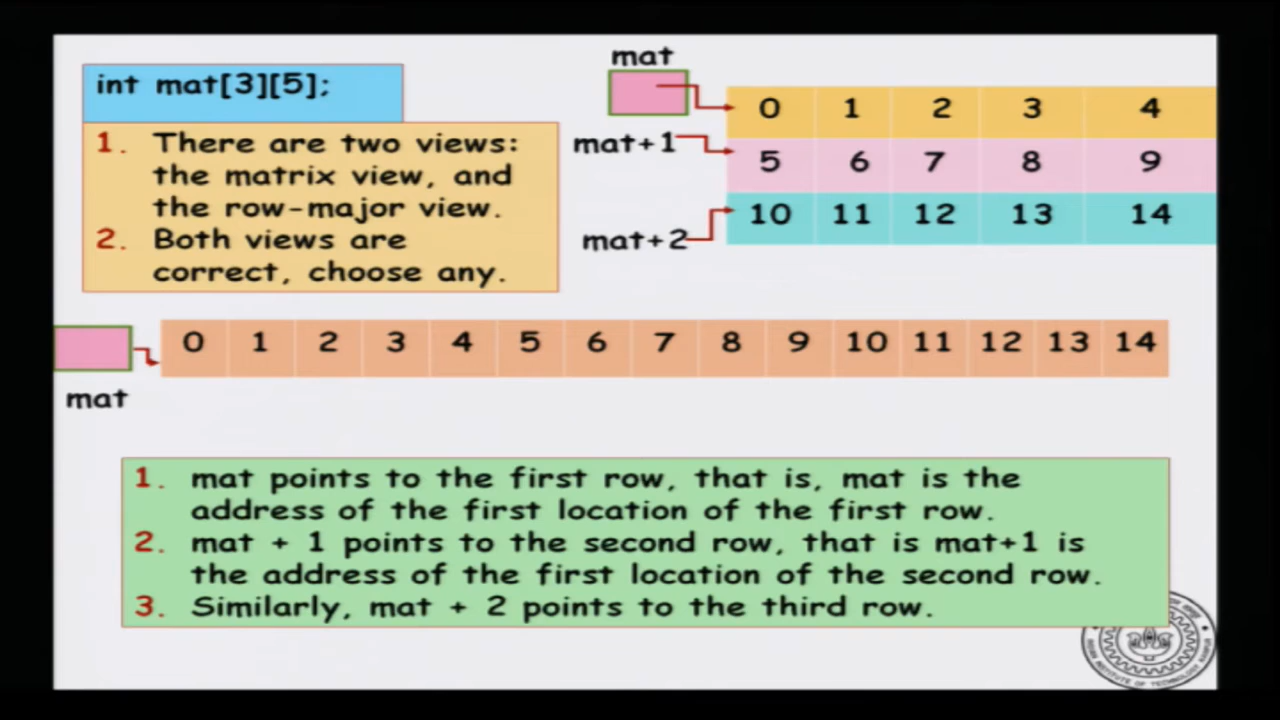 int mat[3][5];
1. There are two views:
the matrix view, and
the row-major view.
2. Both views are
correct, choose any.
mat
mat+1
mat+2
0 1 2 3 4
5 6 7 8 9
10 11 12 13 14
0 1 2 3 4 5 6 7 8 9 10 11 12 13 14
mat
1. mat points to the first row, that is, mat is the
address of the first location of the first row.
2. mat + 1 points to the second row, that is mat+1 is
the address of the first location of the second row.
3. Similarly, mat + 2 points to the third row.